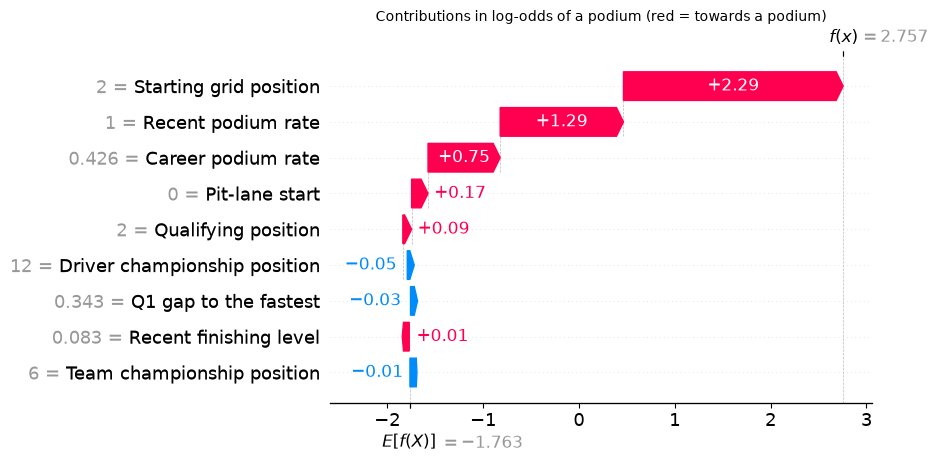 Contributions in log-odds of a podium (red = towards a podium)
f(x) = 2.757
2 = Starting grid position +2.29
1 = Recent podium rate +1.29
0.426 = Career podium rate +0.75
0 = Pit-lane start +0.17
2 = Qualifying position +0.09
12 = Driver championship position −0.05
0.343 = Q1 gap to the fastest −0.03
0.083 = Recent finishing level +0.01
6 = Team championship position −0.01
−2 −1 0 1 2 3
E[f(X)] = −1.763